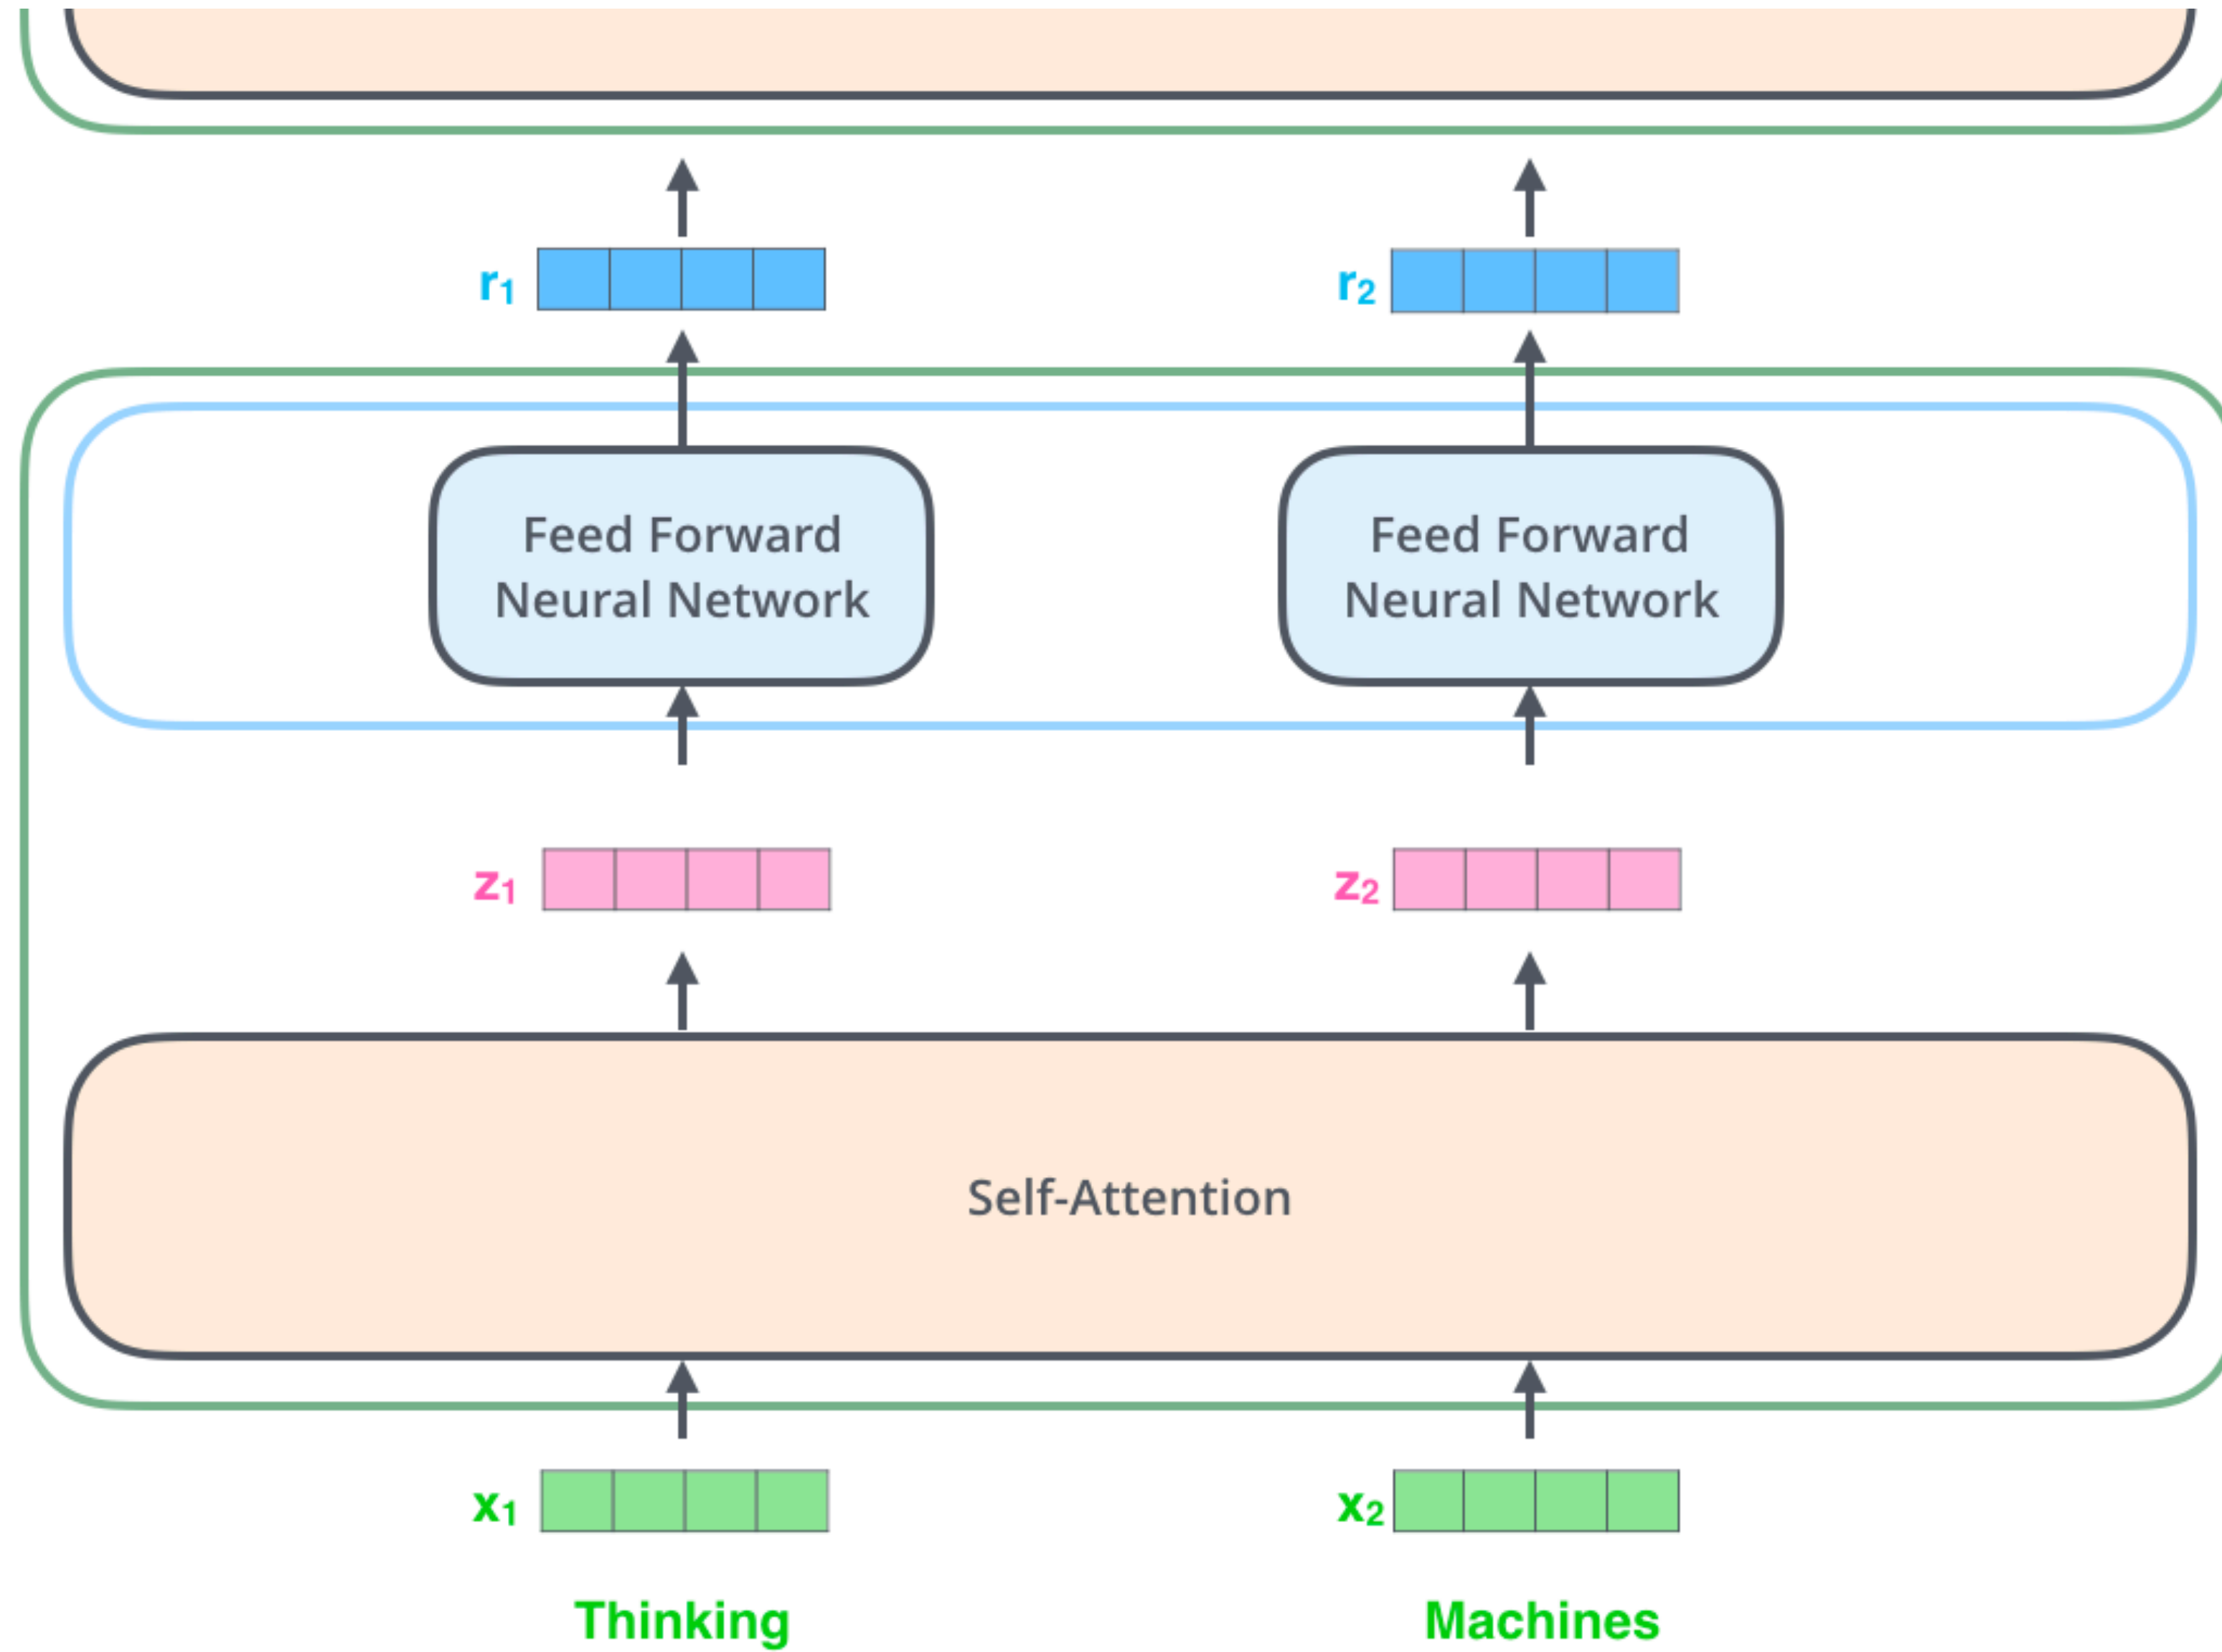 r₁
r₂
Feed Forward
Neural Network
Feed Forward
Neural Network
z₁
z₂
Self-Attention
x₁
x₂
Thinking
Machines